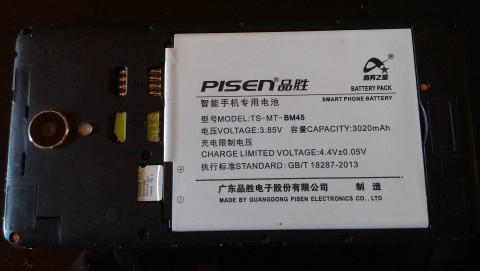 PISEN品胜
智能手机专用电池
商务之星
BATTERY PACK
SMART PHONE BATTERY
型号MODEL:TS-MT-BM45
电压VOLTAGE:3.85V 容量CAPACITY:3020mAh
充电限制电压
CHARGE LIMITED VOLTAGE:4.4V±0.05V
执行标准STANDARD:GB/T 18287-2013
广东品胜电子股份有限公司 制造
MADE BY GUANGDONG PISEN ELECTRONICS CO.,LTD